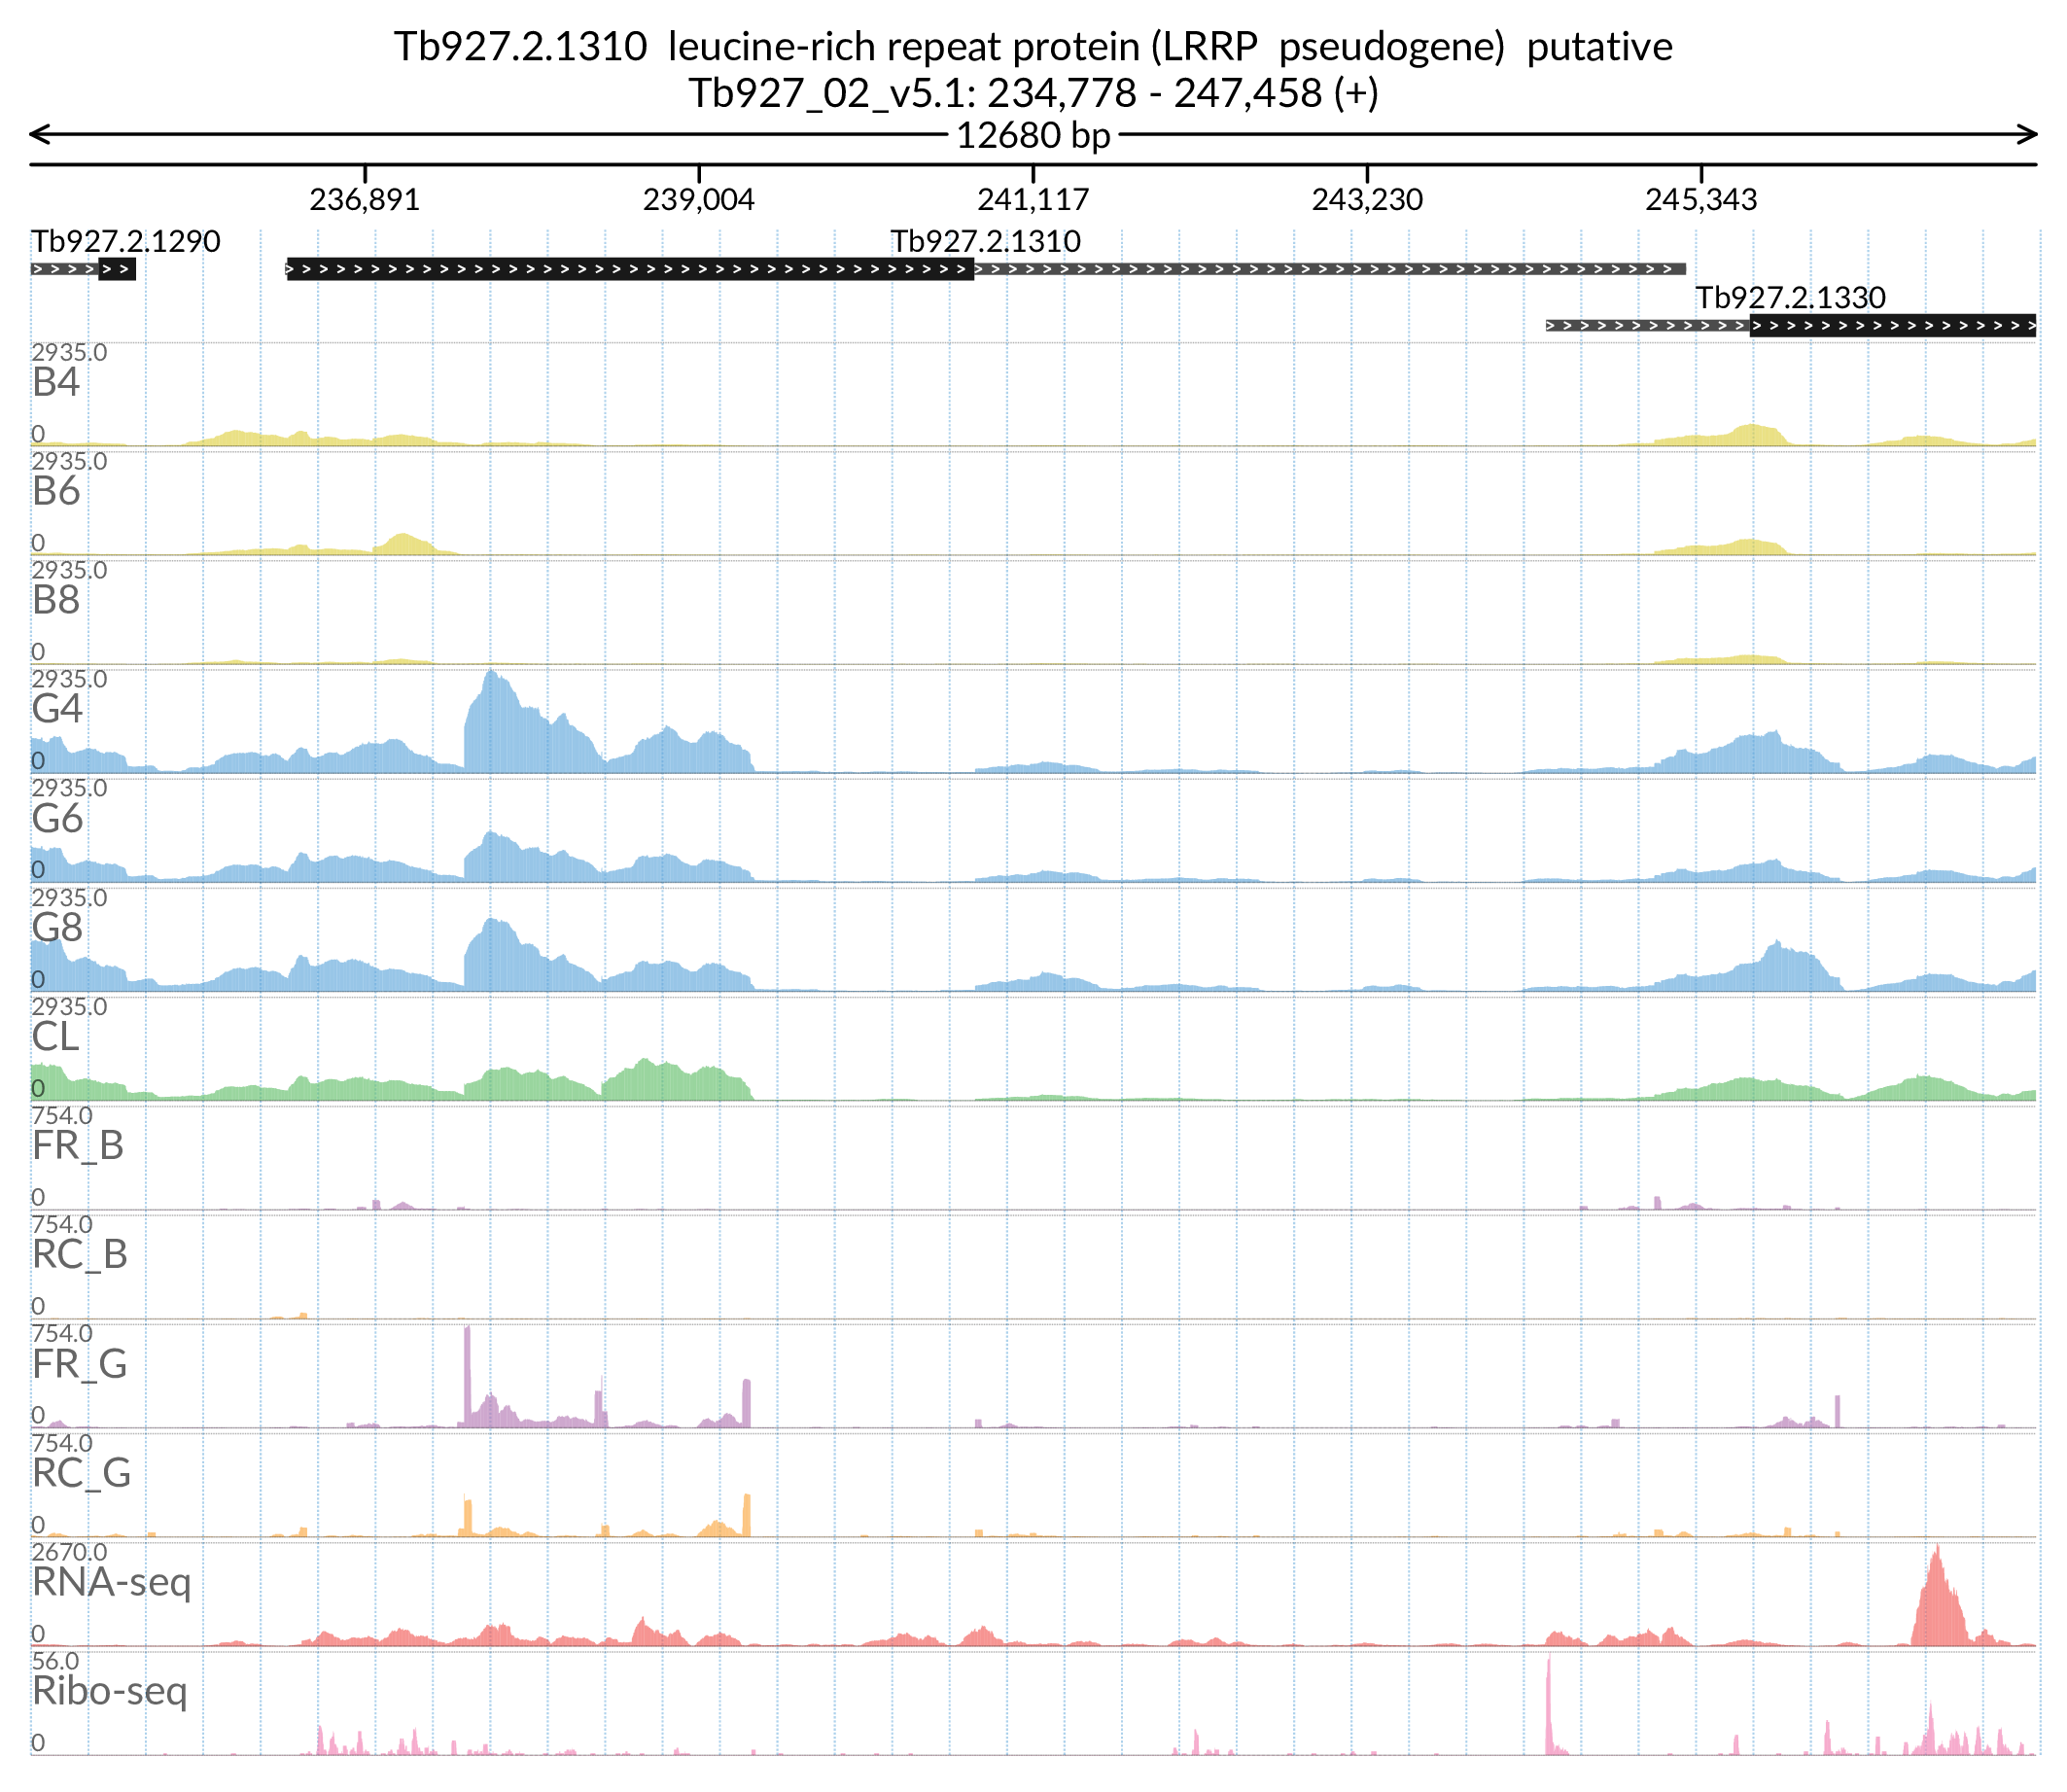 Tb927.2.1310 leucine-rich repeat protein (LRRP pseudogene) putative
Tb927_02_v5.1: 234,778 - 247,458 (+)
12680 bp
236,891 239,004 241,117 243,230 245,343
Tb927.2.1290 Tb927.2.1310
Tb927.2.1330
2935.0
B4
0
2935.0
B6
0
2935.0
B8
0
2935.0
G4
0
2935.0
G6
0
2935.0
G8
0
2935.0
CL
0
754.0
FR_B
0
754.0
RC_B
0
754.0
FR_G
0
754.0
RC_G
0
2670.0
RNA-seq
0
56.0
Ribo-seq
0